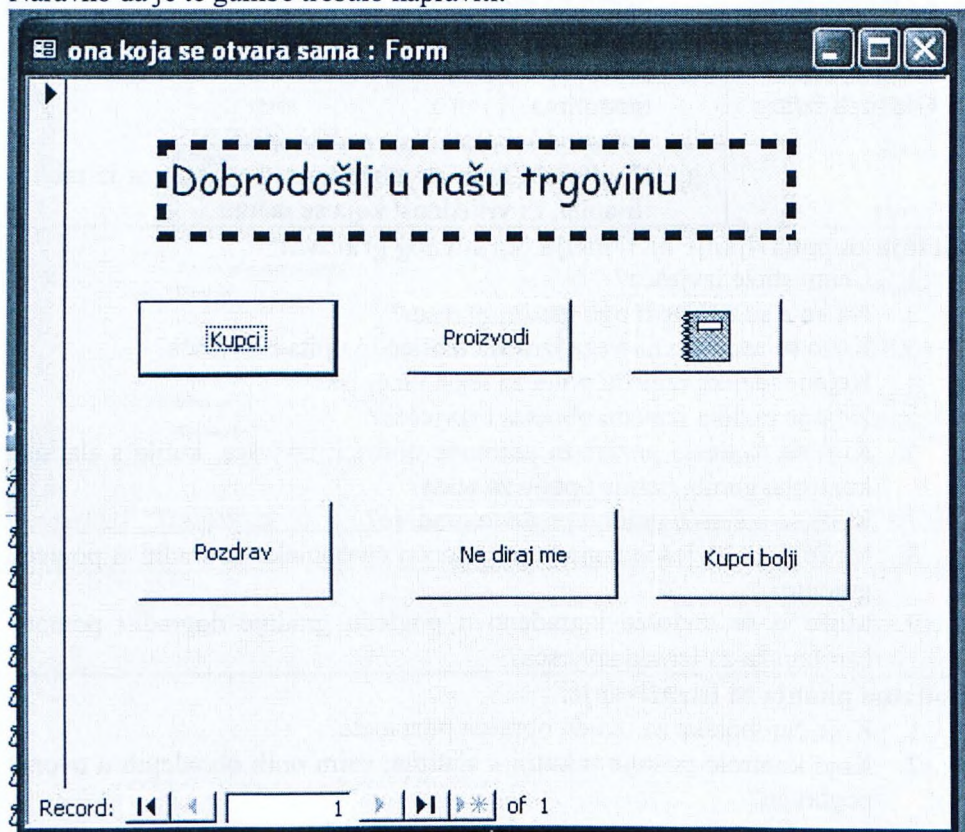 Naravno da je te gumbe trebalo napraviti.
ona koja se otvara sama : Form
Dobrodošli u našu trgovinu
Kupci
Proizvodi
Pozdrav
Ne diraj me
Kupci bolji
Record: 1 of 1